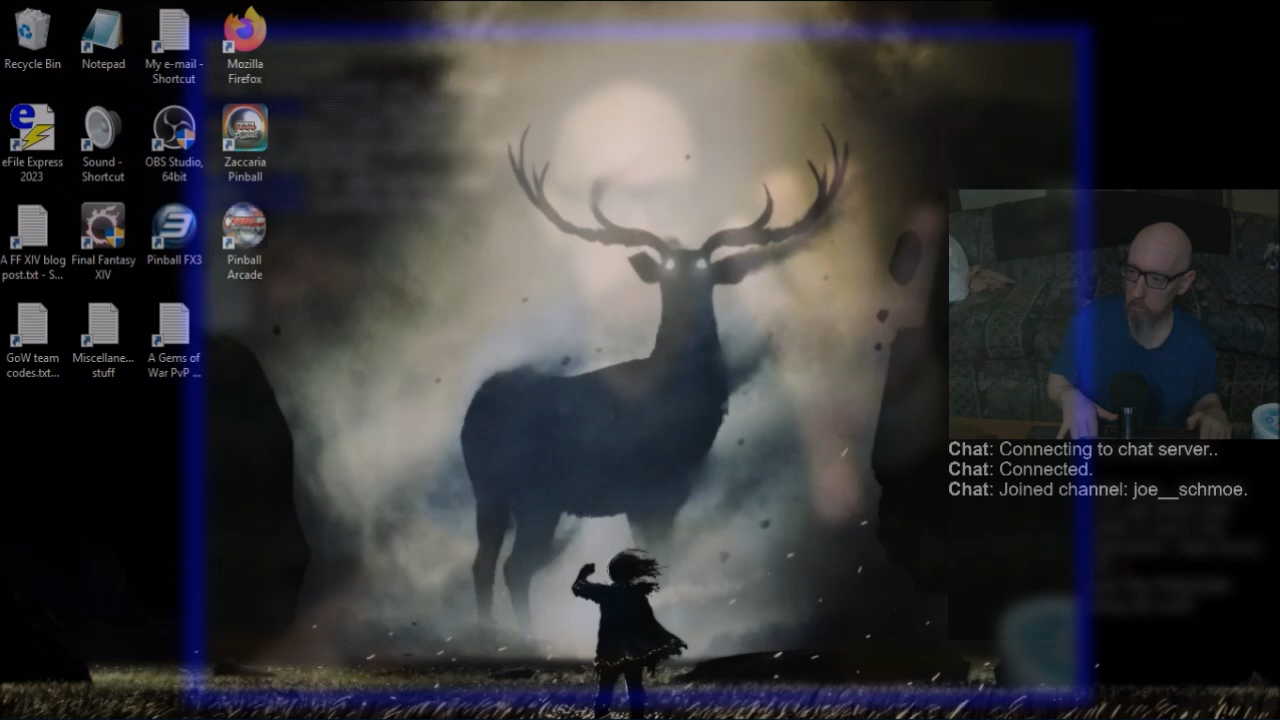 Recycle Bin
Notepad
My e-mail -
Shortcut
Mozilla
Firefox
eFile Express
2023
Sound -
Shortcut
OBS Studio,
64bit
Zaccaria
Pinball
A FF XIV blog
post.txt - S...
Final Fantasy
XIV
Pinball FX3
Pinball
Arcade
GoW team
codes.txt...
Miscellane...
stuff
A Gems of
War PvP ...
Chat: Connecting to chat server..
Chat: Connected.
Chat: Joined channel: joe__schmoe.